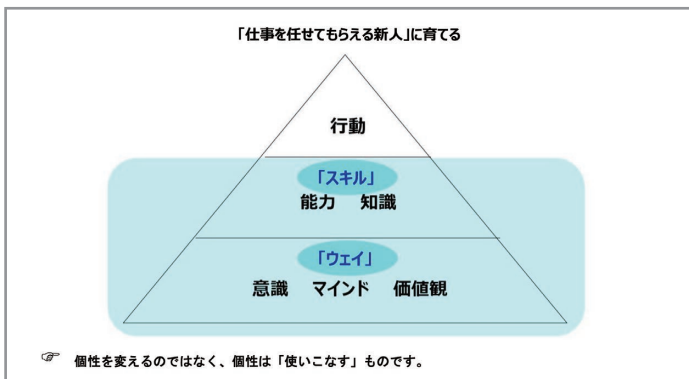 「仕事を任せてもらえる新人」に育てる
行動
「スキル」
能力　知識
「ウェイ」
意識　マインド　価値観
☞ 個性を変えるのではなく、個性は「使いこなす」ものです。